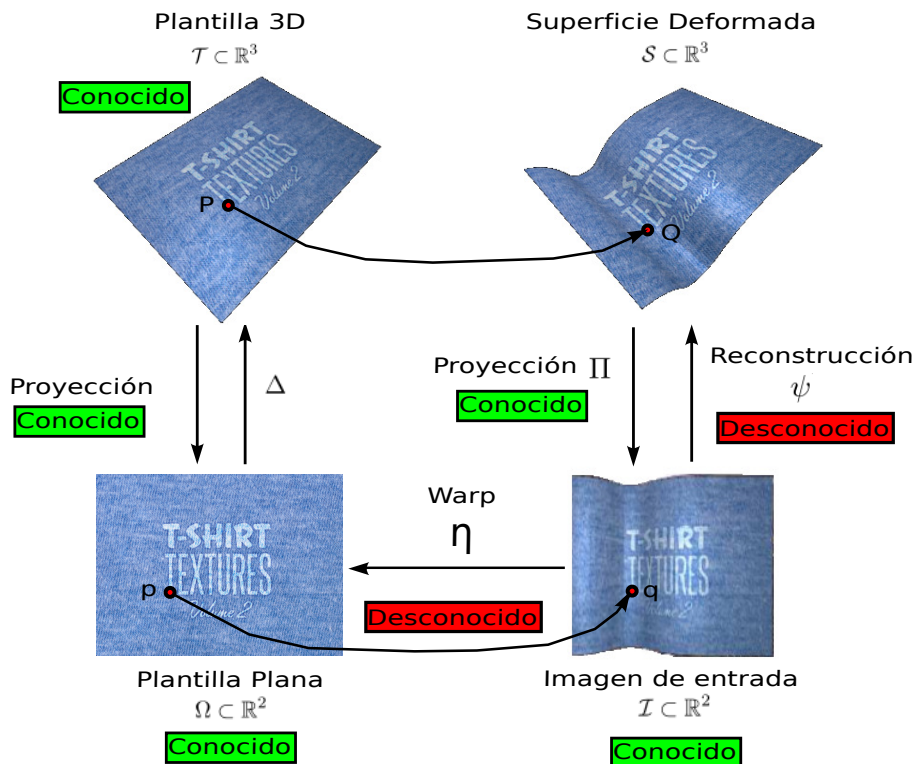 Plantilla 3D
𝒯 ⊂ ℝ³
Conocido
Superficie Deformada
𝒮 ⊂ ℝ³
T-SHIRT
TEXTURES
Volume 2
P
T-SHIRT
TEXTURES
Volume 2
Q
Proyección
Conocido
Δ
Proyección Π
Conocido
Reconstrucción
ψ
Desconocido
T-SHIRT
TEXTURES
Volume 2
p
Warp
η
Desconocido
T-SHIRT
TEXTURES
Volume 2
q
Plantilla Plana
Ω ⊂ ℝ²
Conocido
Imagen de entrada
ℐ ⊂ ℝ²
Conocido